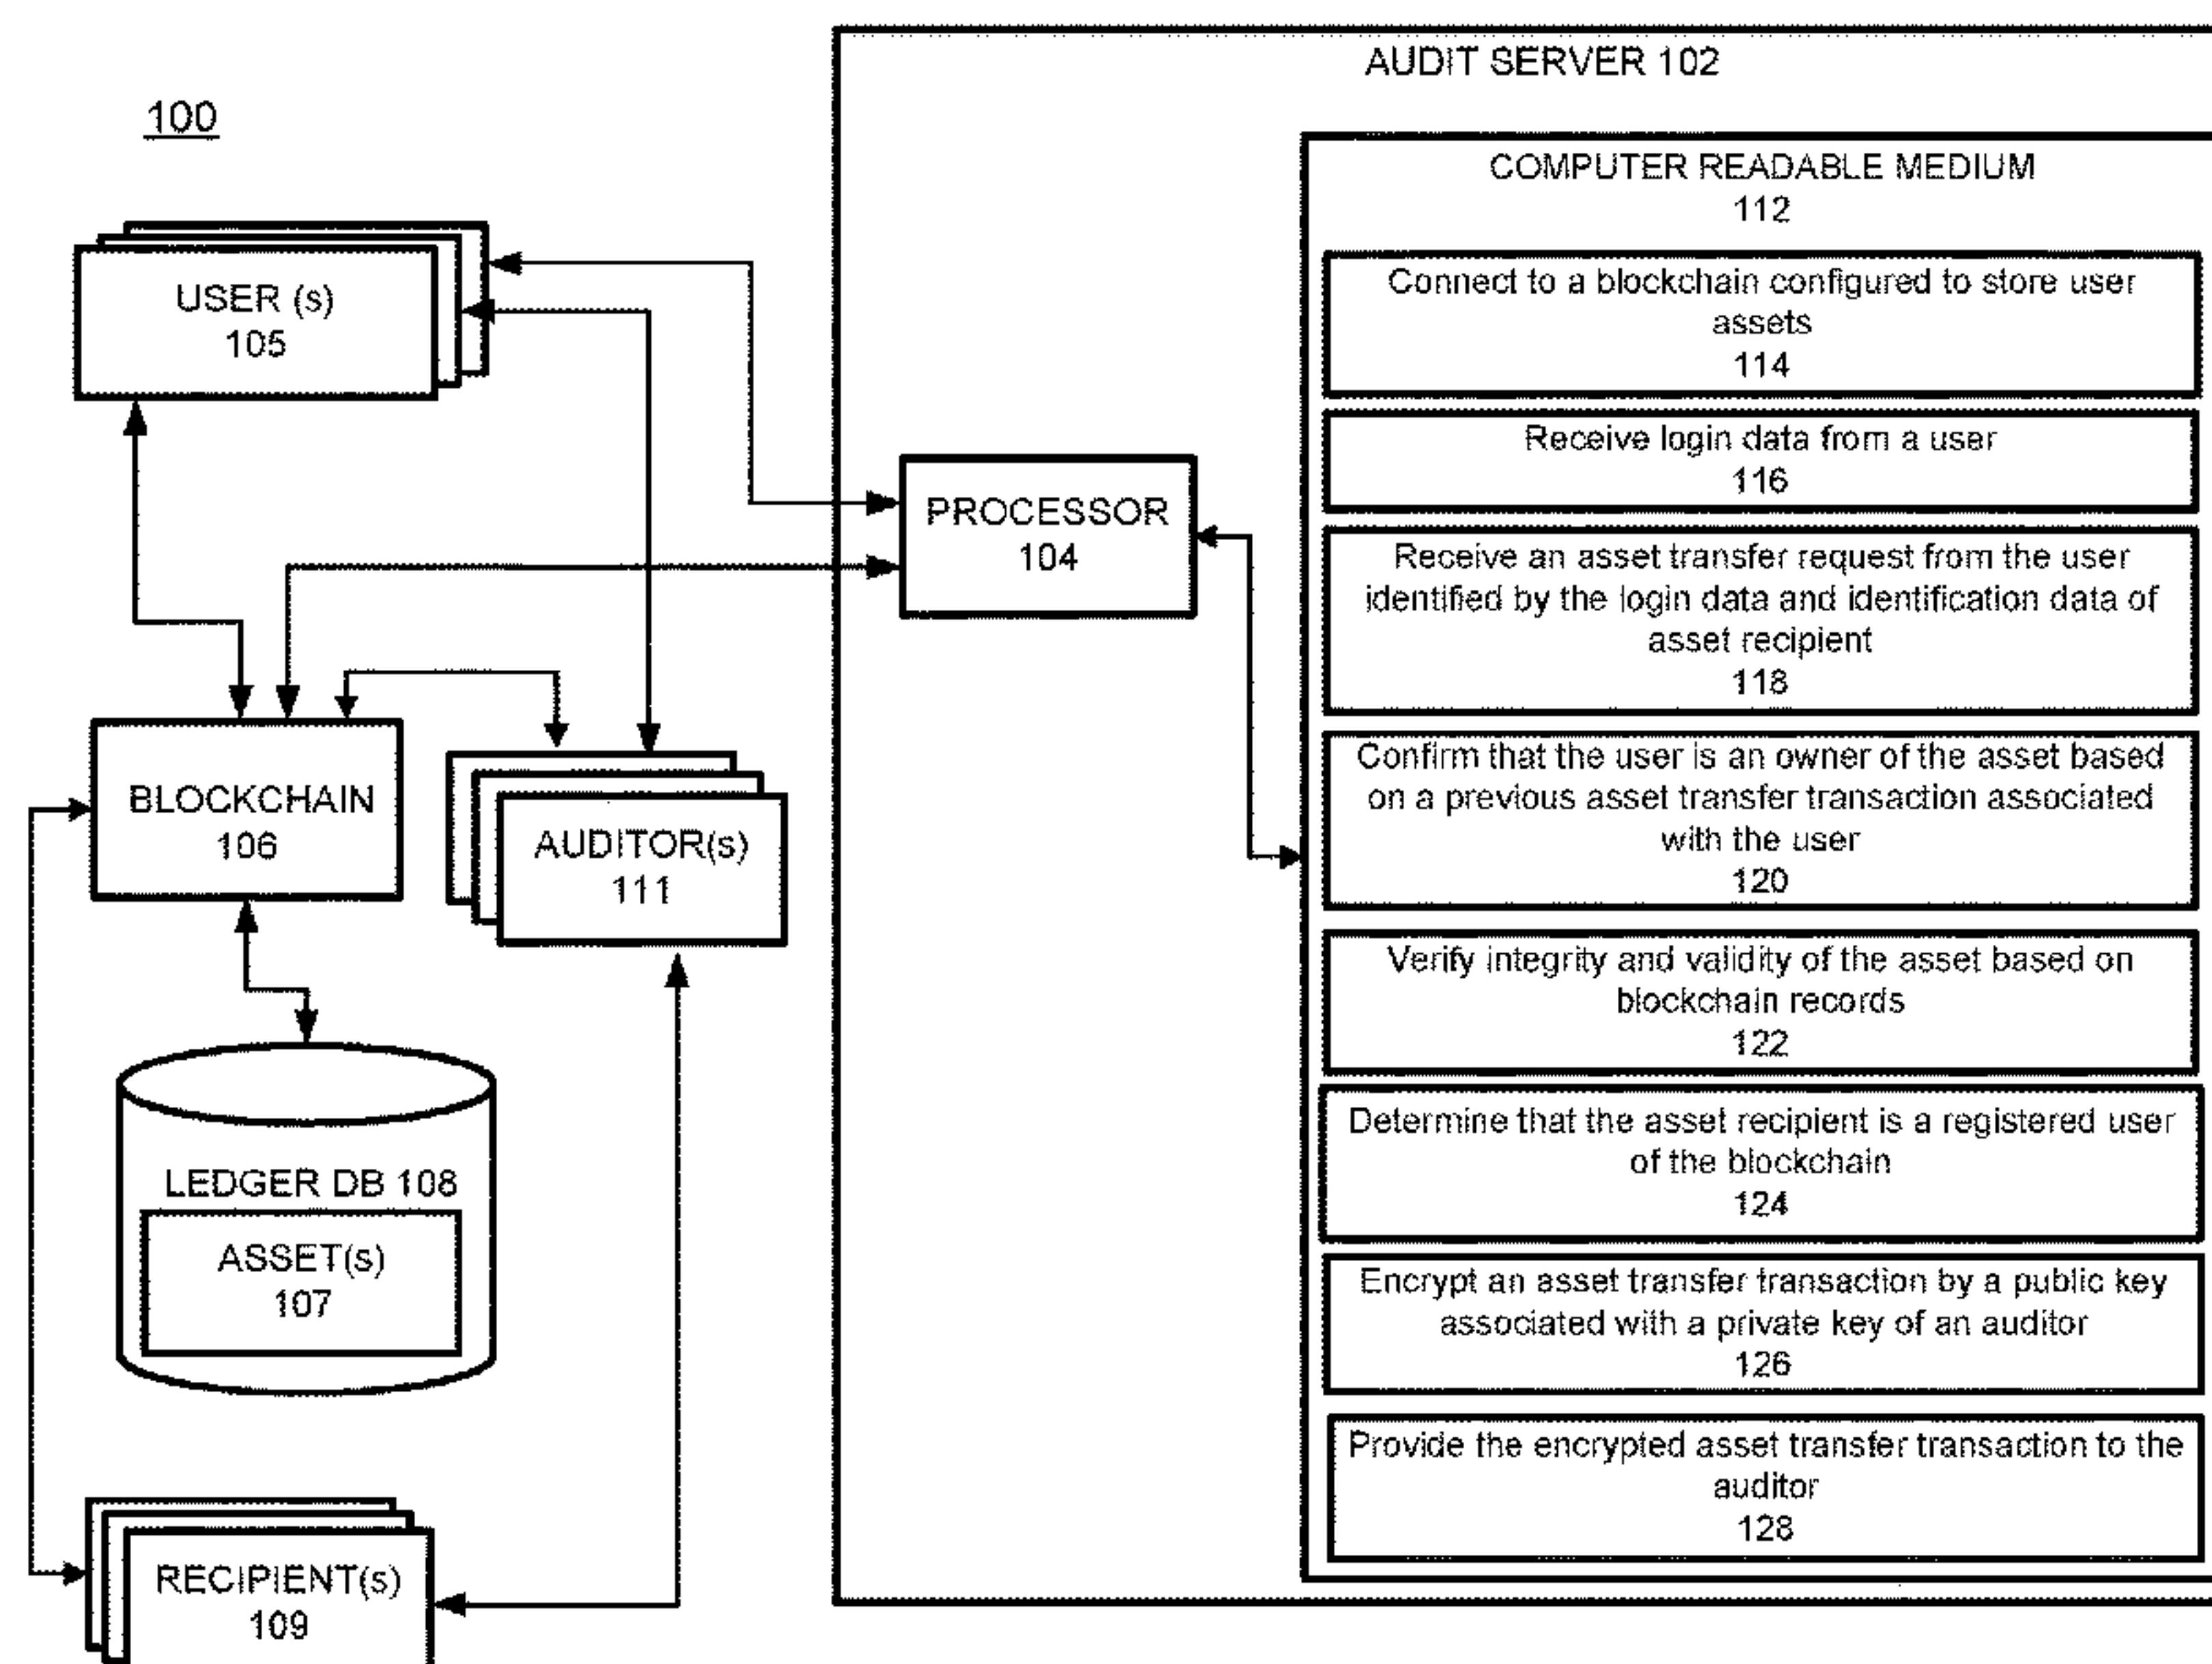 AUDIT SERVER 102
100
COMPUTER READABLE MEDIUM
112
USER (s)
105
Connect to a blockchain configured to store user
assets
114
Receive login data from a user
116
PROCESSOR
104
Receive an asset transfer request from the user
identified by the login data and identification data of
asset recipient
118
BLOCKCHAIN
106
AUDITOR(s)
111
Confirm that the user is an owner of the asset based
on a previous asset transfer transaction associated
with the user
120
Verify integrity and validity of the asset based on
blockchain records
122
LEDGER DB 108
ASSET(s)
107
Determine that the asset recipient is a registered user
of the blockchain
124
Encrypt an asset transfer transaction by a public key
associated with a private key of an auditor
126
Provide the encrypted asset transfer transaction to the
auditor
128
RECIPIENT(s)
109